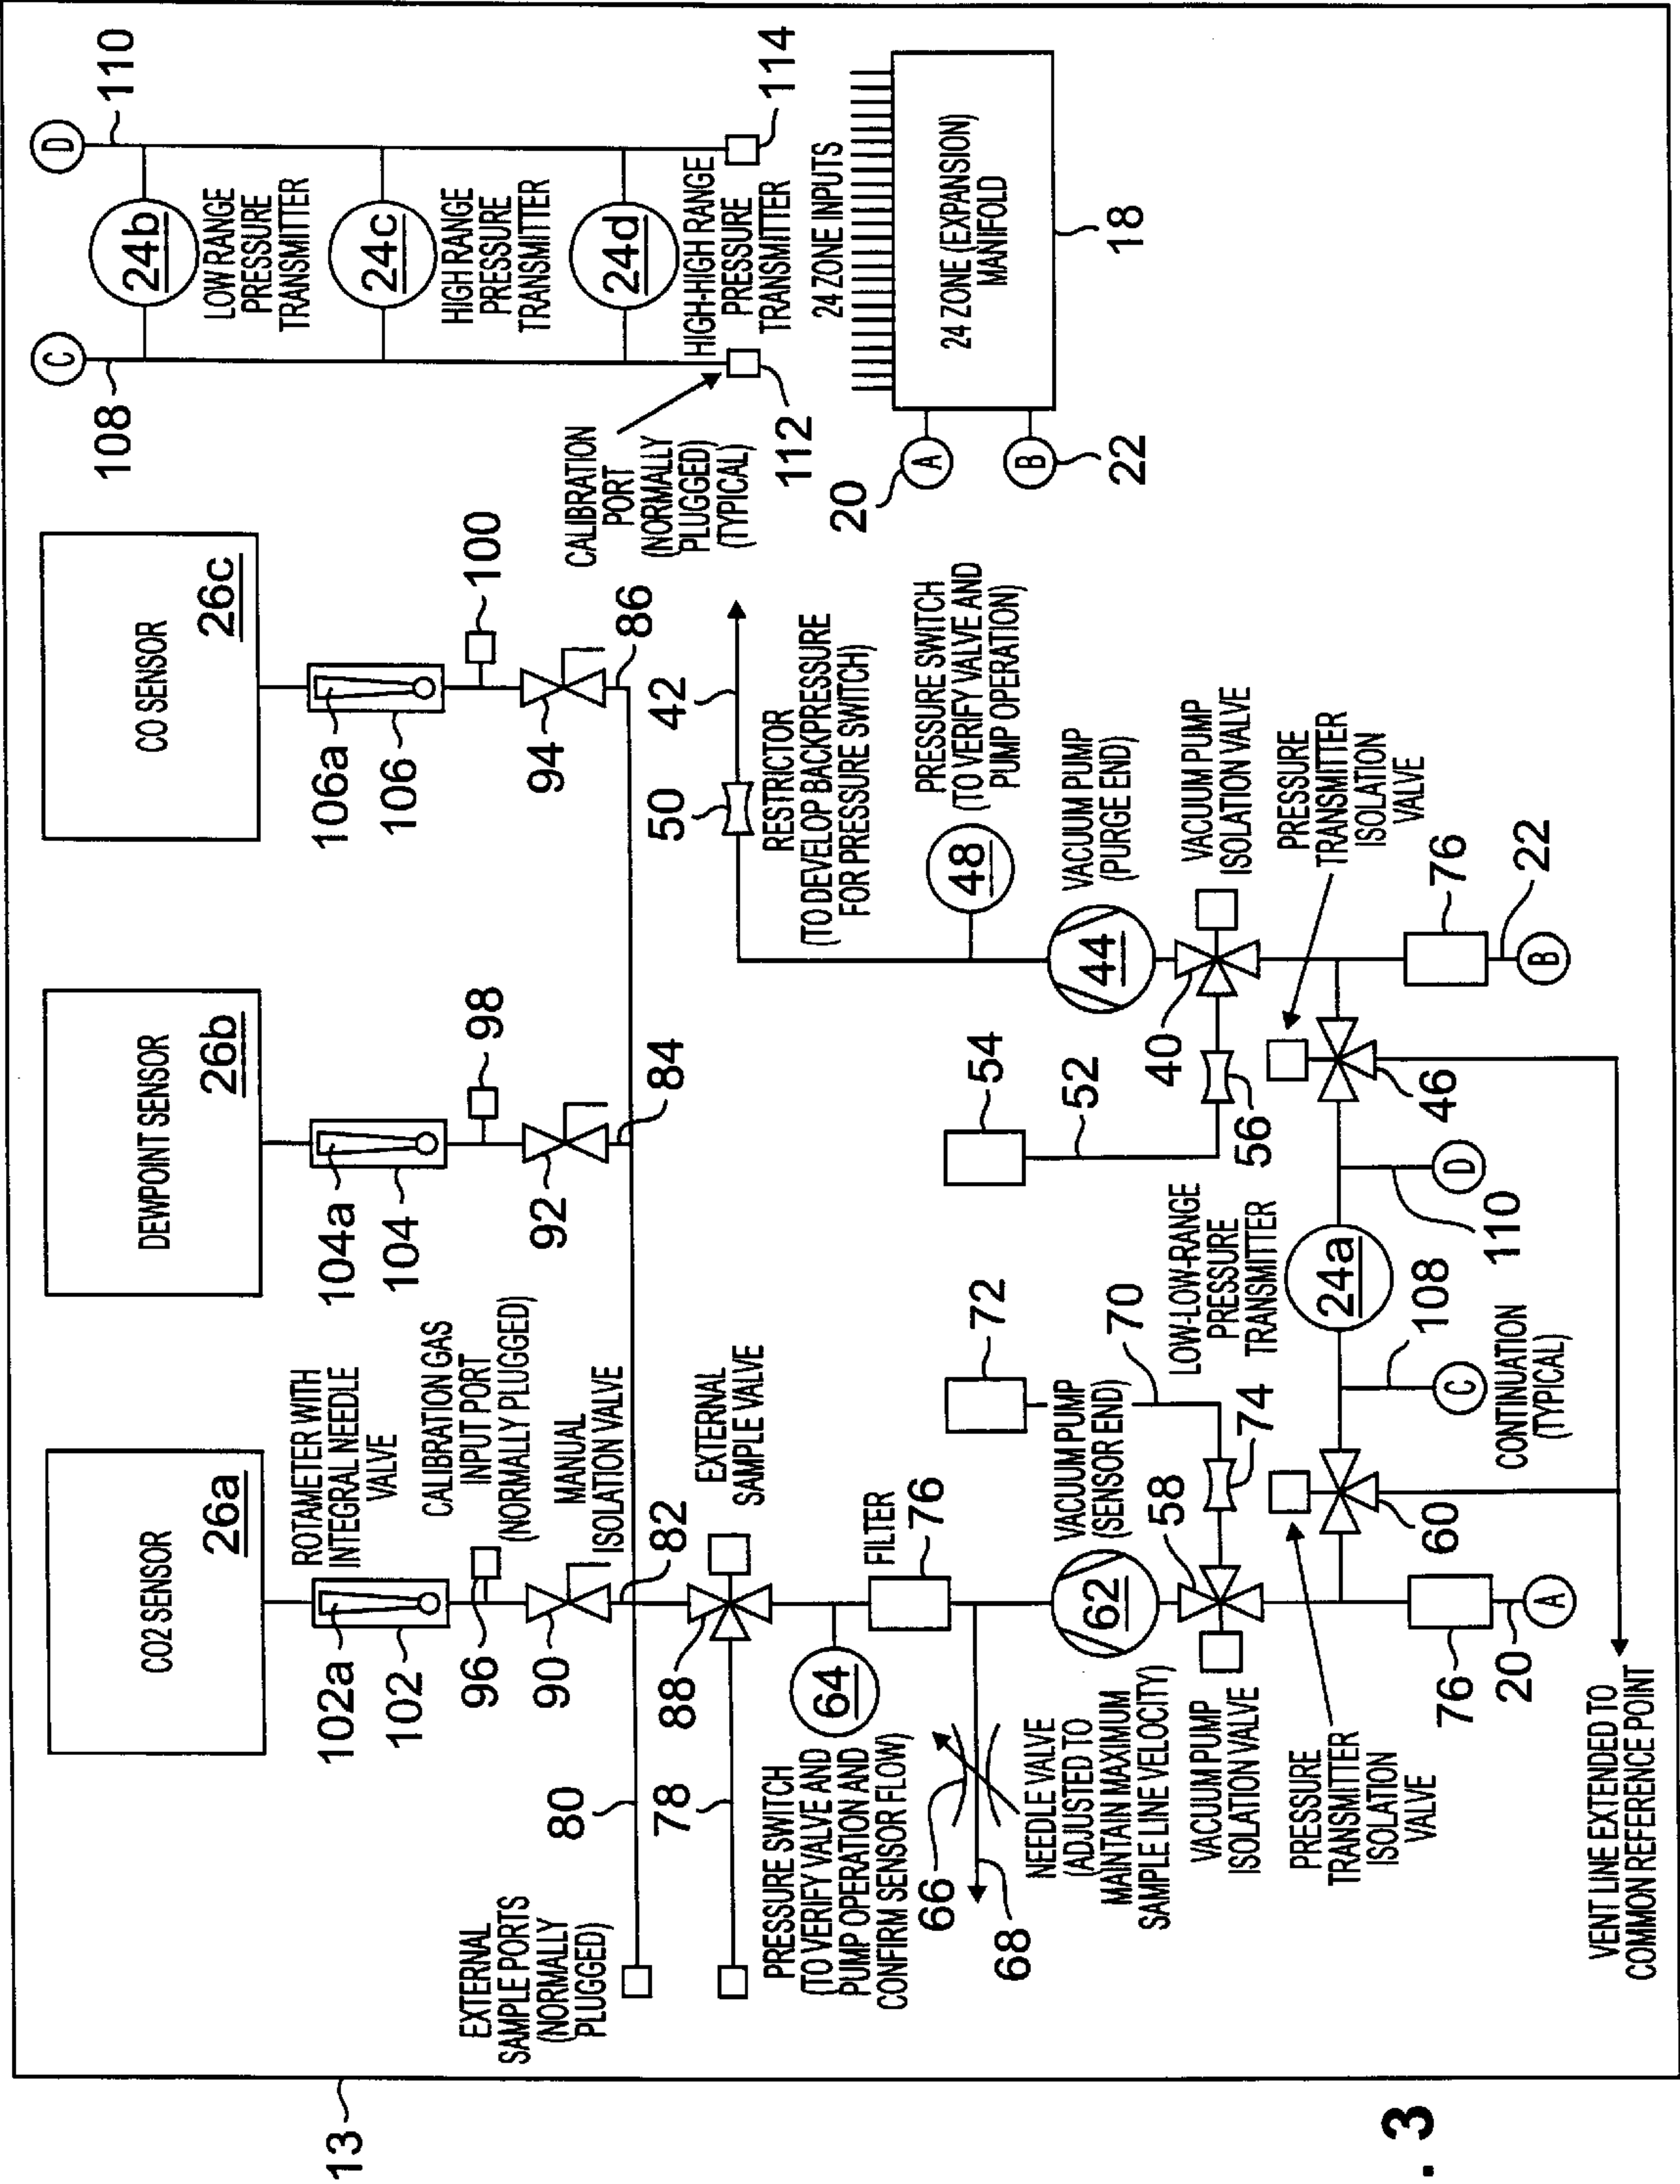 13
CO2 SENSOR
26a
DEWPOINT SENSOR
26b
CO SENSOR
26c
C
D
108
110
24b
LOW RANGE
PRESSURE
TRANSMITTER
24c
HIGH RANGE
PRESSURE
TRANSMITTER
24d
HIGH-HIGH RANGE
PRESSURE
TRANSMITTER
112
114
CALIBRATION
PORT
(NORMALLY
PLUGGED)
(TYPICAL)
102a
102
ROTAMETER WITH
INTEGRAL NEEDLE
VALVE
104a
104
106a
106
96
CALIBRATION GAS
INPUT PORT
(NORMALLY PLUGGED)
98
100
90
MANUAL
ISOLATION VALVE
92
94
82
84
86
EXTERNAL
SAMPLE PORTS
(NORMALLY
PLUGGED)
80
78
88
EXTERNAL
SAMPLE VALVE
42
50
RESTRICTOR
(TO DEVELOP BACKPRESSURE
FOR PRESSURE SWITCH)
24 ZONE INPUTS
24 ZONE (EXPANSION)
MANIFOLD
18
20
A
B
22
PRESSURE SWITCH
(TO VERIFY VALVE AND
PUMP OPERATION AND
CONFIRM SENSOR FLOW)
64
FILTER
76
72
54
48
PRESSURE SWITCH
(TO VERIFY VALVE AND
PUMP OPERATION)
66
68
NEEDLE VALVE
(ADJUSTED TO
MAINTAIN MAXIMUM
SAMPLE LINE VELOCITY)
62
VACUUM PUMP
(SENSOR END)
70
52
44
VACUUM PUMP
(PURGE END)
VACUUM PUMP
ISOLATION VALVE
58
74
LOW-LOW-RANGE
PRESSURE
TRANSMITTER
56
40
VACUUM PUMP
ISOLATION VALVE
PRESSURE
TRANSMITTER
ISOLATION
VALVE
60
24a
46
PRESSURE
TRANSMITTER
ISOLATION
VALVE
76
20
A
C
108
CONTINUATION
(TYPICAL)
D
110
76
22
B
VENT LINE EXTENDED TO
COMMON REFERENCE POINT
. 3